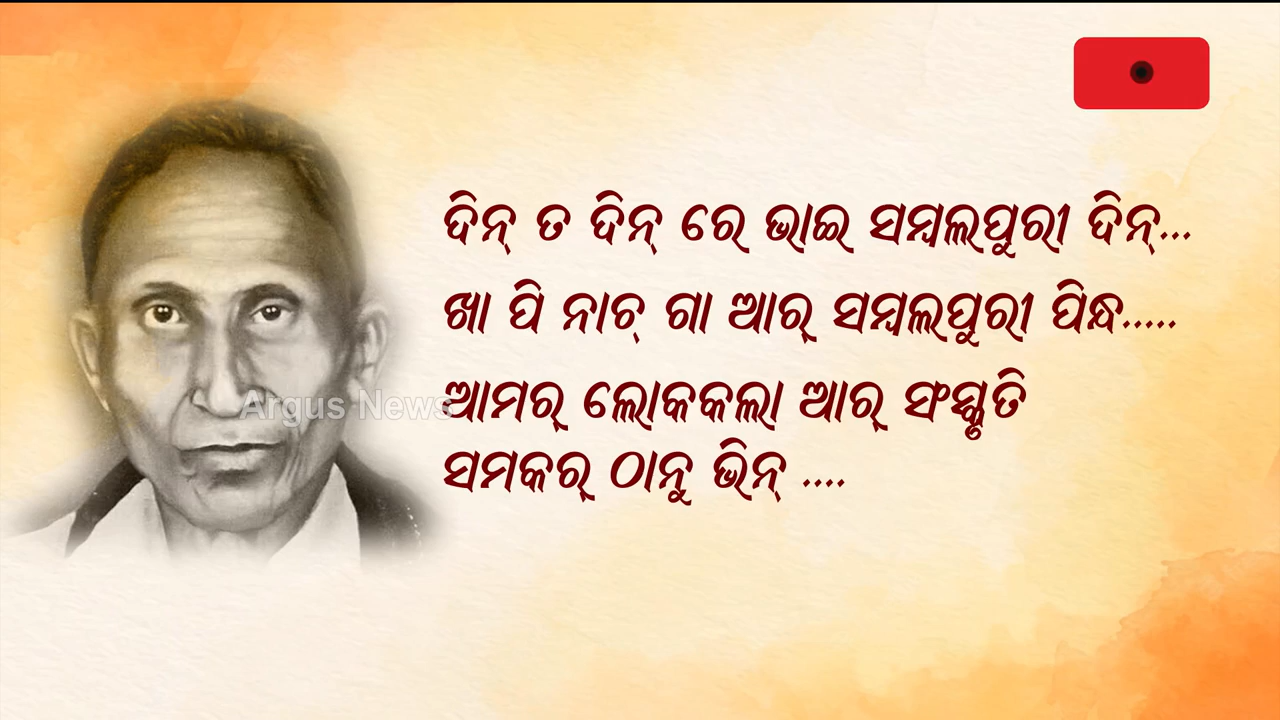 ଦିନ୍ ତ ଦିନ୍ ରେ ଭାଇ ସମ୍ବଲପୁରୀ ଦିନ୍...
ଖା ପି ନାଚ୍ ଗା ଆର୍ ସମ୍ବଲପୁରୀ ପିନ୍ଧ.....
ଆମର୍ ଲୋକକଲା ଆର୍ ସଂସ୍କୃତି
ସମକର୍ ଠାନୁ ଭିନ୍ ....
Argus News